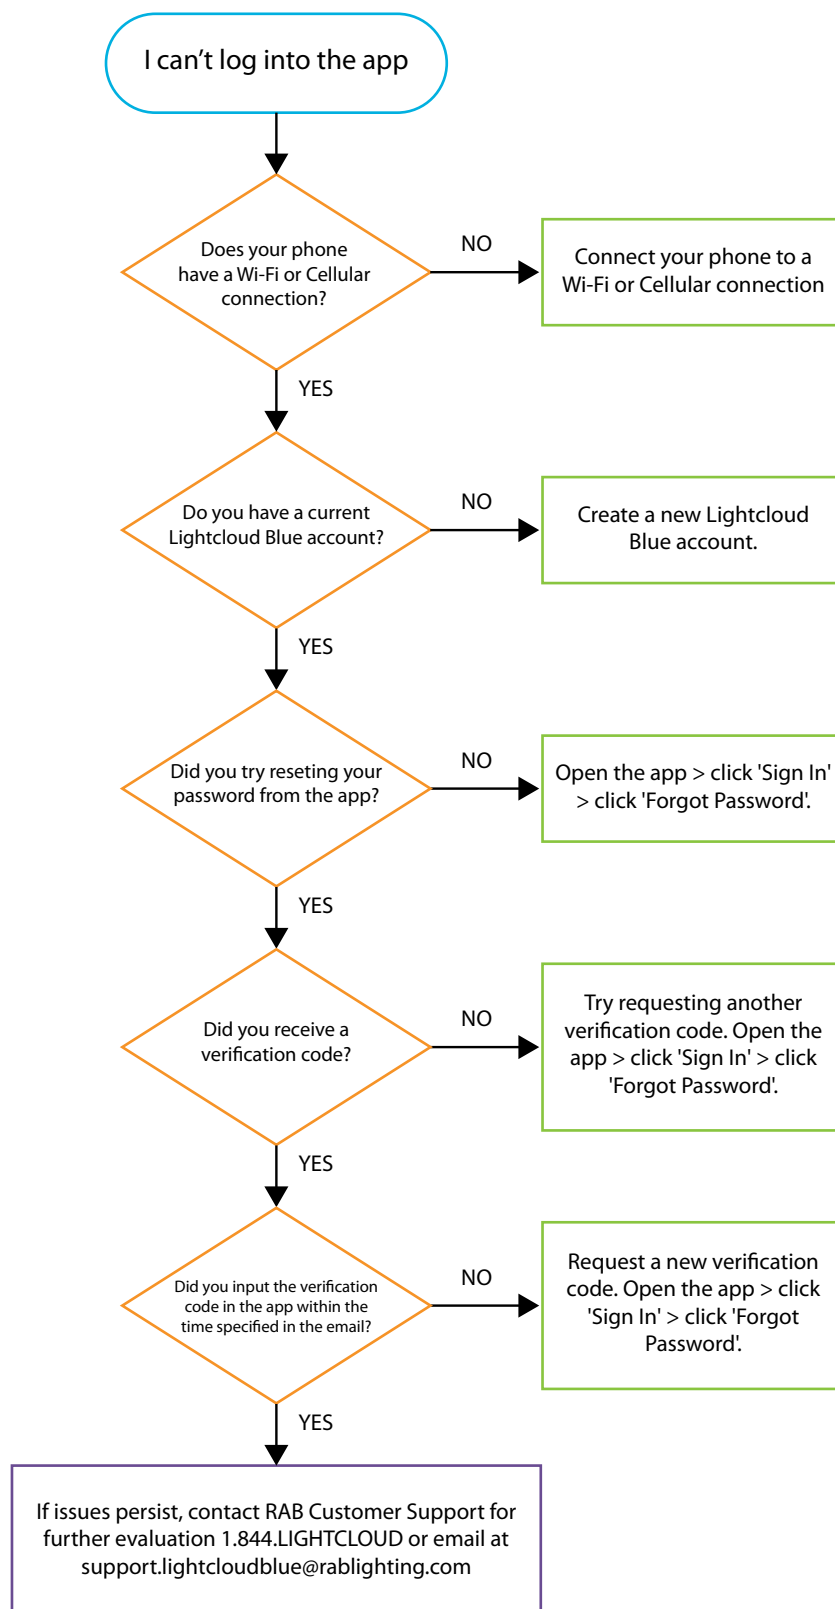 I can't log into the app
Does your phone
have a Wi-Fi or Cellular
connection?
NO
Connect your phone to a
Wi-Fi or Cellular connection
YES
Do you have a current
Lightcloud Blue account?
NO
Create a new Lightcloud
Blue account.
YES
Did you try reseting your
password from the app?
NO
Open the app > click 'Sign In'
> click 'Forgot Password'.
YES
Did you receive a
verification code?
NO
Try requesting another
verification code. Open the
app > click 'Sign In' > click
'Forgot Password'.
YES
Did you input the verification
code in the app within the
time specified in the email?
NO
Request a new verification
code. Open the app > click
'Sign In' > click 'Forgot
Password'.
YES
If issues persist, contact RAB Customer Support for
further evaluation 1.844.LIGHTCLOUD or email at
support.lightcloudblue@rablighting.com